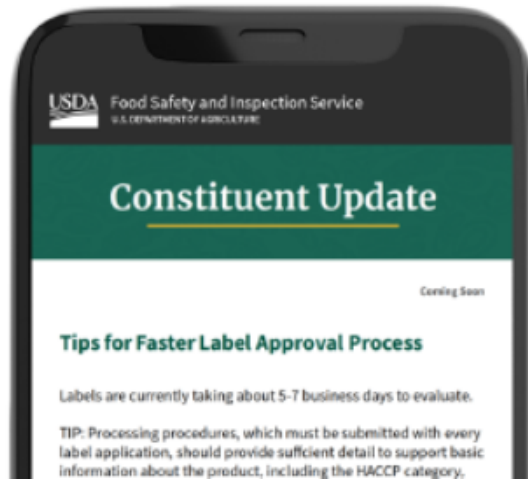 USDA Food Safety and Inspection Service
U.S. DEPARTMENT OF AGRICULTURE
Constituent Update
Coming Soon
Tips for Faster Label Approval Process
Labels are currently taking about 5-7 business days to evaluate.
TIP: Processing procedures, which must be submitted with every
label application, should provide sufficient detail to support basic
information about the product, including the HACCP category,